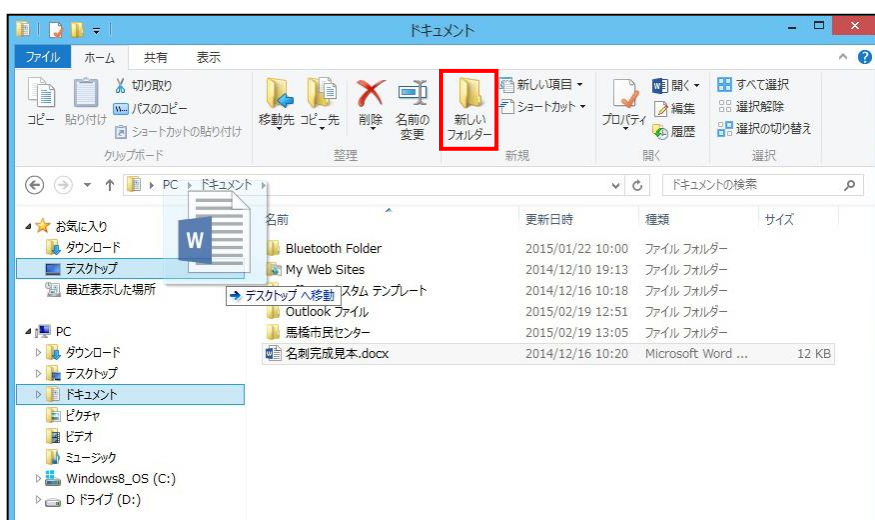 ドキュメント
ファイル ホーム 共有 表示
コピー 貼り付け 切り取り パスのコピー ショートカットの貼り付け
クリップボード
移動先 コピー先 削除 名前の変更
整理
新しいフォルダー 新しい項目 ショートカット
新規
プロパティ 開く 編集 履歴
開く
すべて選択 選択解除 選択の切り替え
選択
PC ドキュメント ドキュメントの検索
お気に入り
ダウンロード
デスクトップ
最近表示した場所
PC
ダウンロード
デスクトップ
ドキュメント
ピクチャ
ビデオ
ミュージック
Windows8_OS (C:)
D ドライブ (D:)
W
デスクトップ へ移動
名前 更新日時 種類 サイズ
Bluetooth Folder 2015/01/22 10:00 ファイル フォルダー
My Web Sites 2014/12/10 19:13 ファイル フォルダー
スタム テンプレート 2014/12/16 10:18 ファイル フォルダー
Outlook ファイル 2015/02/19 12:51 ファイル フォルダー
馬橋市民センター 2015/02/19 13:05 ファイル フォルダー
名刺完成見本.docx 2014/12/16 10:20 Microsoft Word ... 12 KB